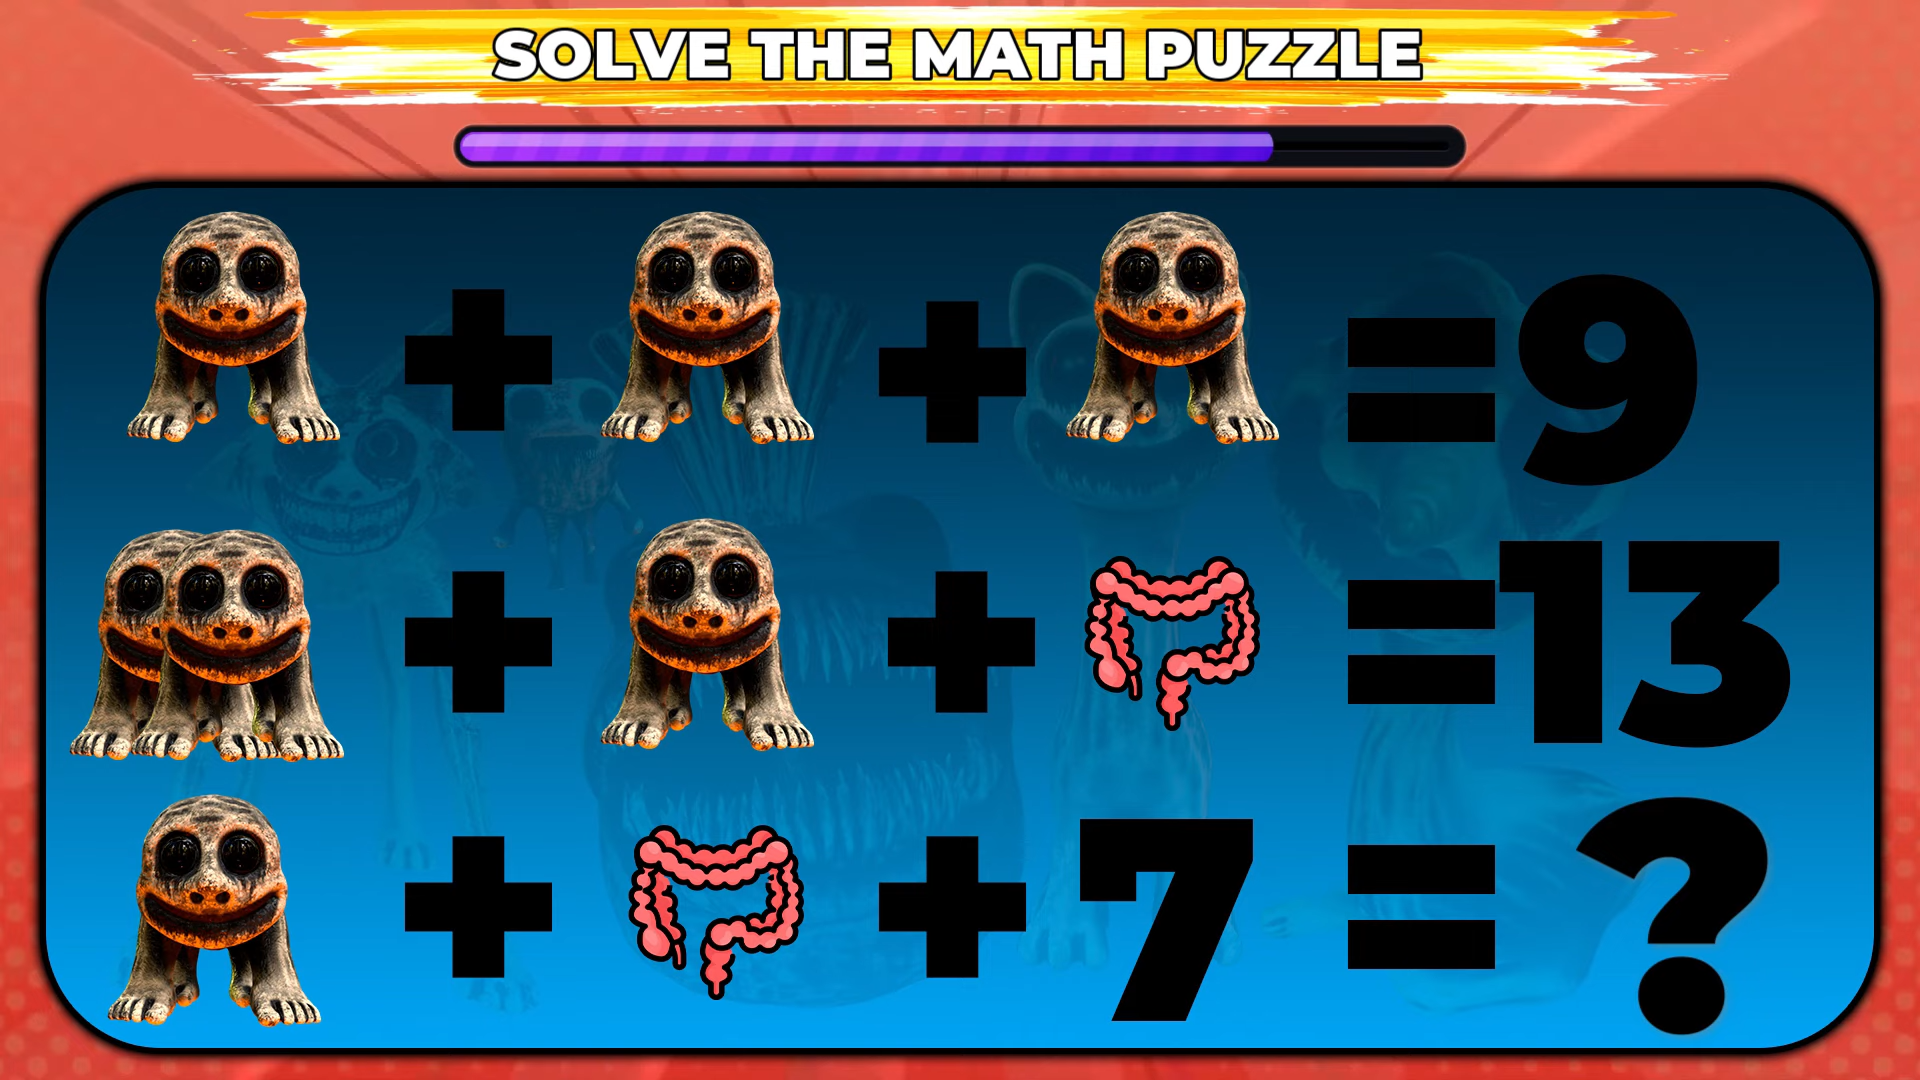 SOLVE THE MATH PUZZLE
+ + =9
+ + =13
+ +7=?